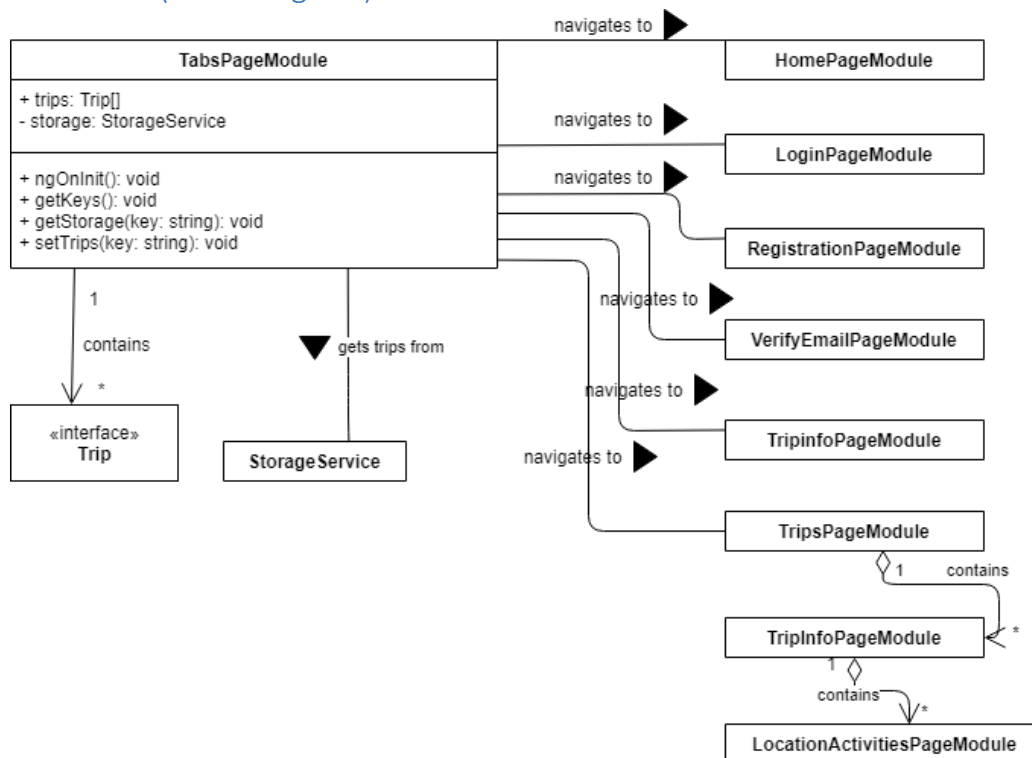 navigates to
TabsPageModule
HomePageModule
+ trips: Trip[]
- storage: StorageService
navigates to
LoginPageModule
+ ngOnInit(): void
+ getKeys(): void
+ getStorage(key: string): void
+ setTrips(key: string): void
navigates to
RegistrationPageModule
navigates to
VerifyEmailPageModule
1
contains
*
gets trips from
navigates to
«interface»
Trip
StorageService
TripinfoPageModule
navigates to
TripsPageModule
1
contains
*
TripInfoPageModule
1
contains
*
LocationActivitiesPageModule